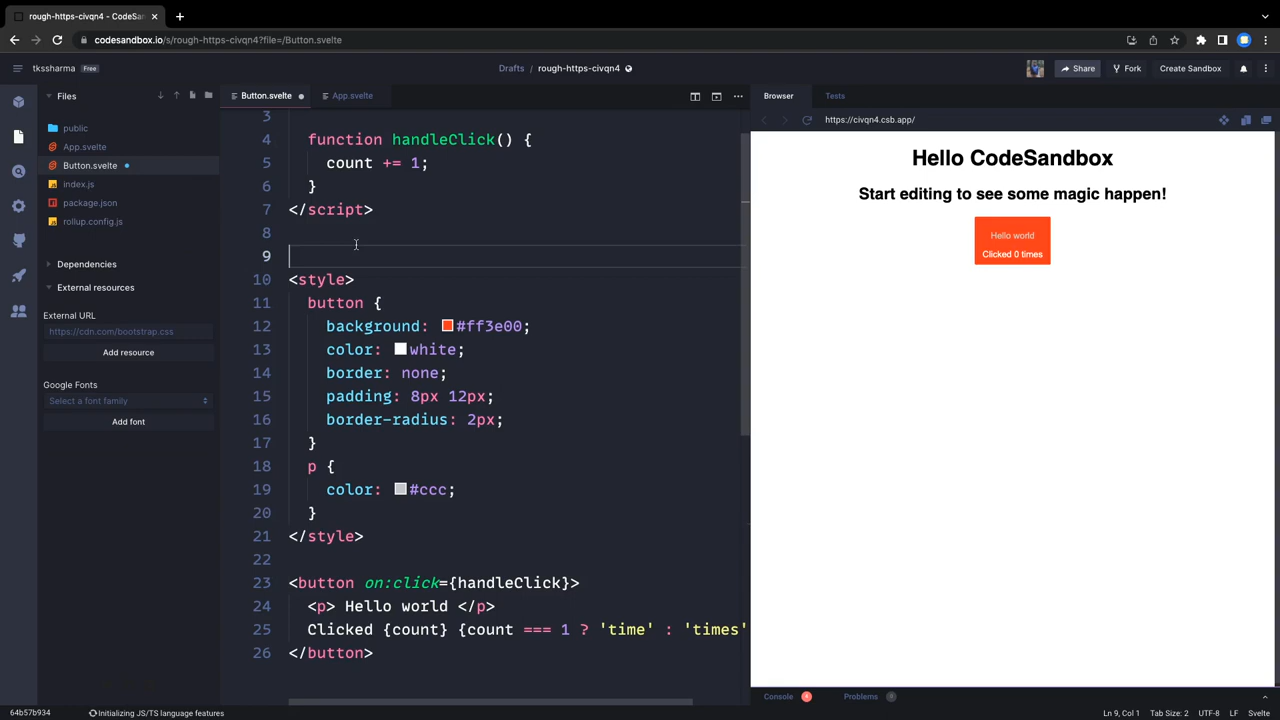 rough-https-civqn4 - CodeSan
codesandbox.io/s/rough-https-civqn4?file=/Button.svelte
tkssharma Free
Drafts / rough-https-civqn4
Share
Fork
Create Sandbox
Files
public
App.svelte
Button.svelte
index.js
package.json
rollup.config.js
Dependencies
External resources
External URL
https://cdn.com/bootstrap.css
Add resource
Google Fonts
Select a font family
Add font
Button.svelte
App.svelte
3
4 function handleClick() {
5 count += 1;
6 }
7 </script>
8
9
10 <style>
11 button {
12 background: #ff3e00;
13 color: white;
14 border: none;
15 padding: 8px 12px;
16 border-radius: 2px;
17 }
18 p {
19 color: #ccc;
20 }
21 </style>
22
23 <button on:click={handleClick}>
24 <p> Hello world </p>
25 Clicked {count} {count === 1 ? 'time' : 'times'
26 </button>
Browser
Tests
https://civqn4.csb.app/
Hello CodeSandbox
Start editing to see some magic happen!
Hello world
Clicked 0 times
Console
Problems
64b57b934
Initializing JS/TS language features
Ln 9, Col 1
Tab Size: 2
UTF-8
LF
Svelte